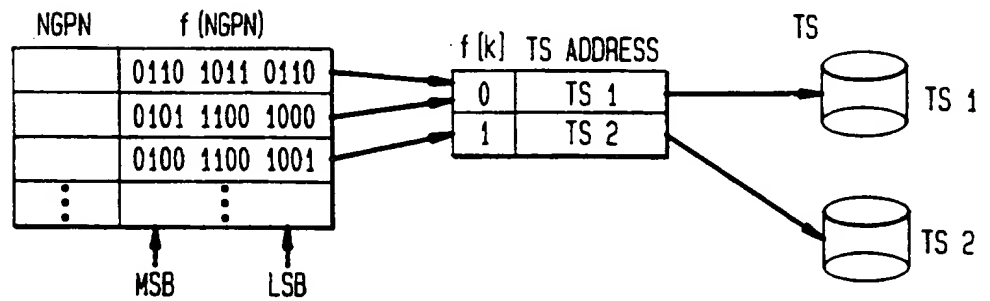 NGPN f (NGPN)
0110 1011 0110
0101 1100 1000
0100 1100 1001
MSB LSB
f (k) TS ADDRESS
0 TS 1
1 TS 2
TS
TS 1
TS 2